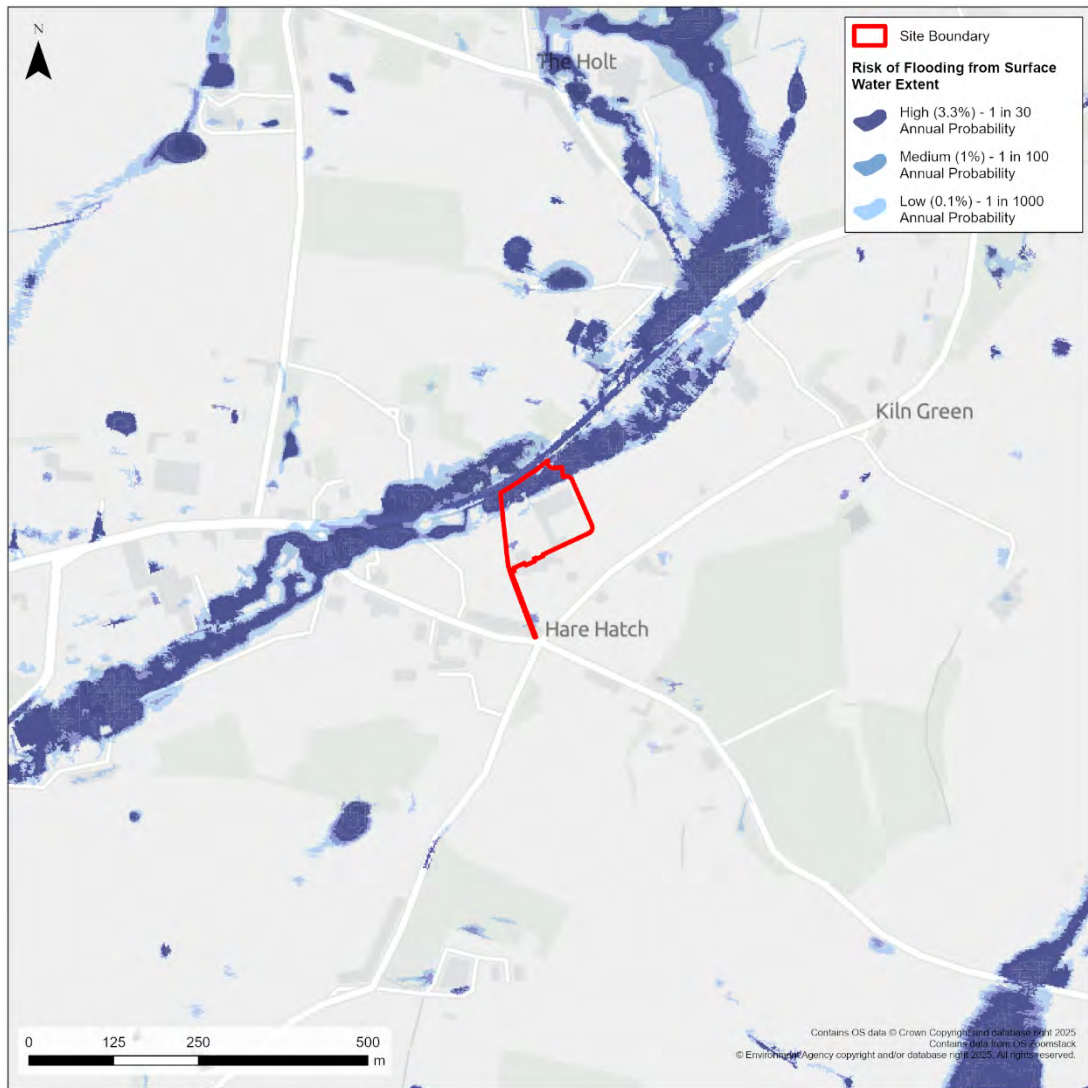 N
The Holt
Site Boundary
Risk of Flooding from Surface
Water Extent
High (3.3%) - 1 in 30
Annual Probability
Medium (1%) - 1 in 100
Annual Probability
Low (0.1%) - 1 in 1000
Annual Probability
Kiln Green
Hare Hatch
0 125 250 500
m
Contains OS data © Crown Copyright and database right 2025
Contains data from OS Zoomstack
© Environment Agency copyright and/or database right 2025. All rights reserved.